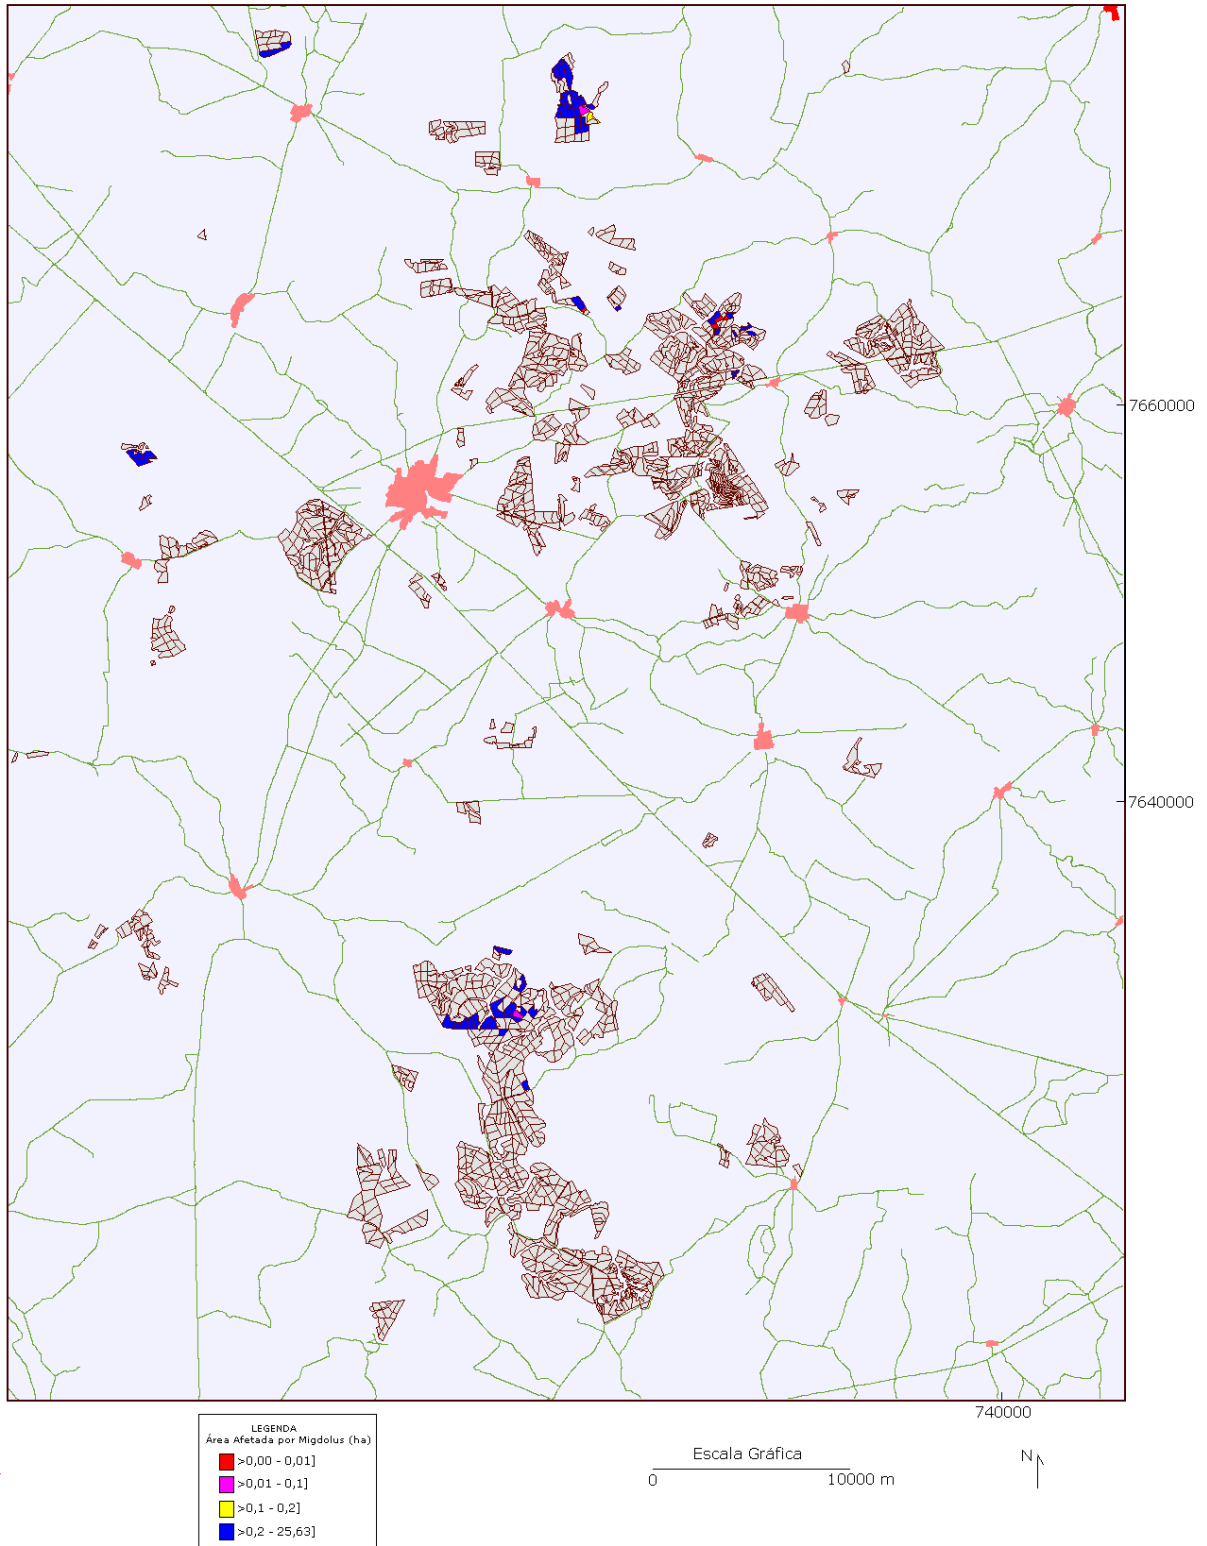 7660000
7640000
740000
LEGENDA
Área Afetada por Migdolus (ha)
>0,00 - 0,01]
>0,01 - 0,1]
>0,1 - 0,2]
>0,2 - 25,63]
Escala Gráfica
0 10000 m
N